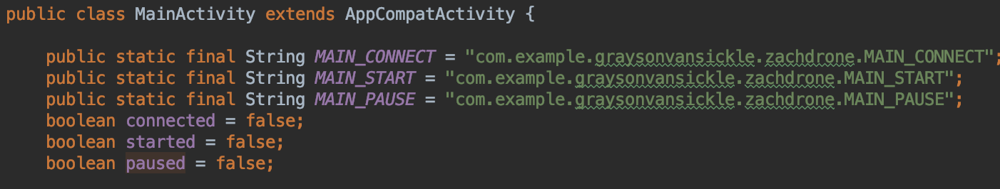 public class MainActivity extends AppCompatActivity {
public static final String MAIN_CONNECT = "com.example.graysonvansickle.zachdrone.MAIN_CONNECT";
public static final String MAIN_START = "com.example.graysonvansickle.zachdrone.MAIN_START";
public static final String MAIN_PAUSE = "com.example.graysonvansickle.zachdrone.MAIN_PAUSE";
boolean connected = false;
boolean started = false;
boolean paused = false;